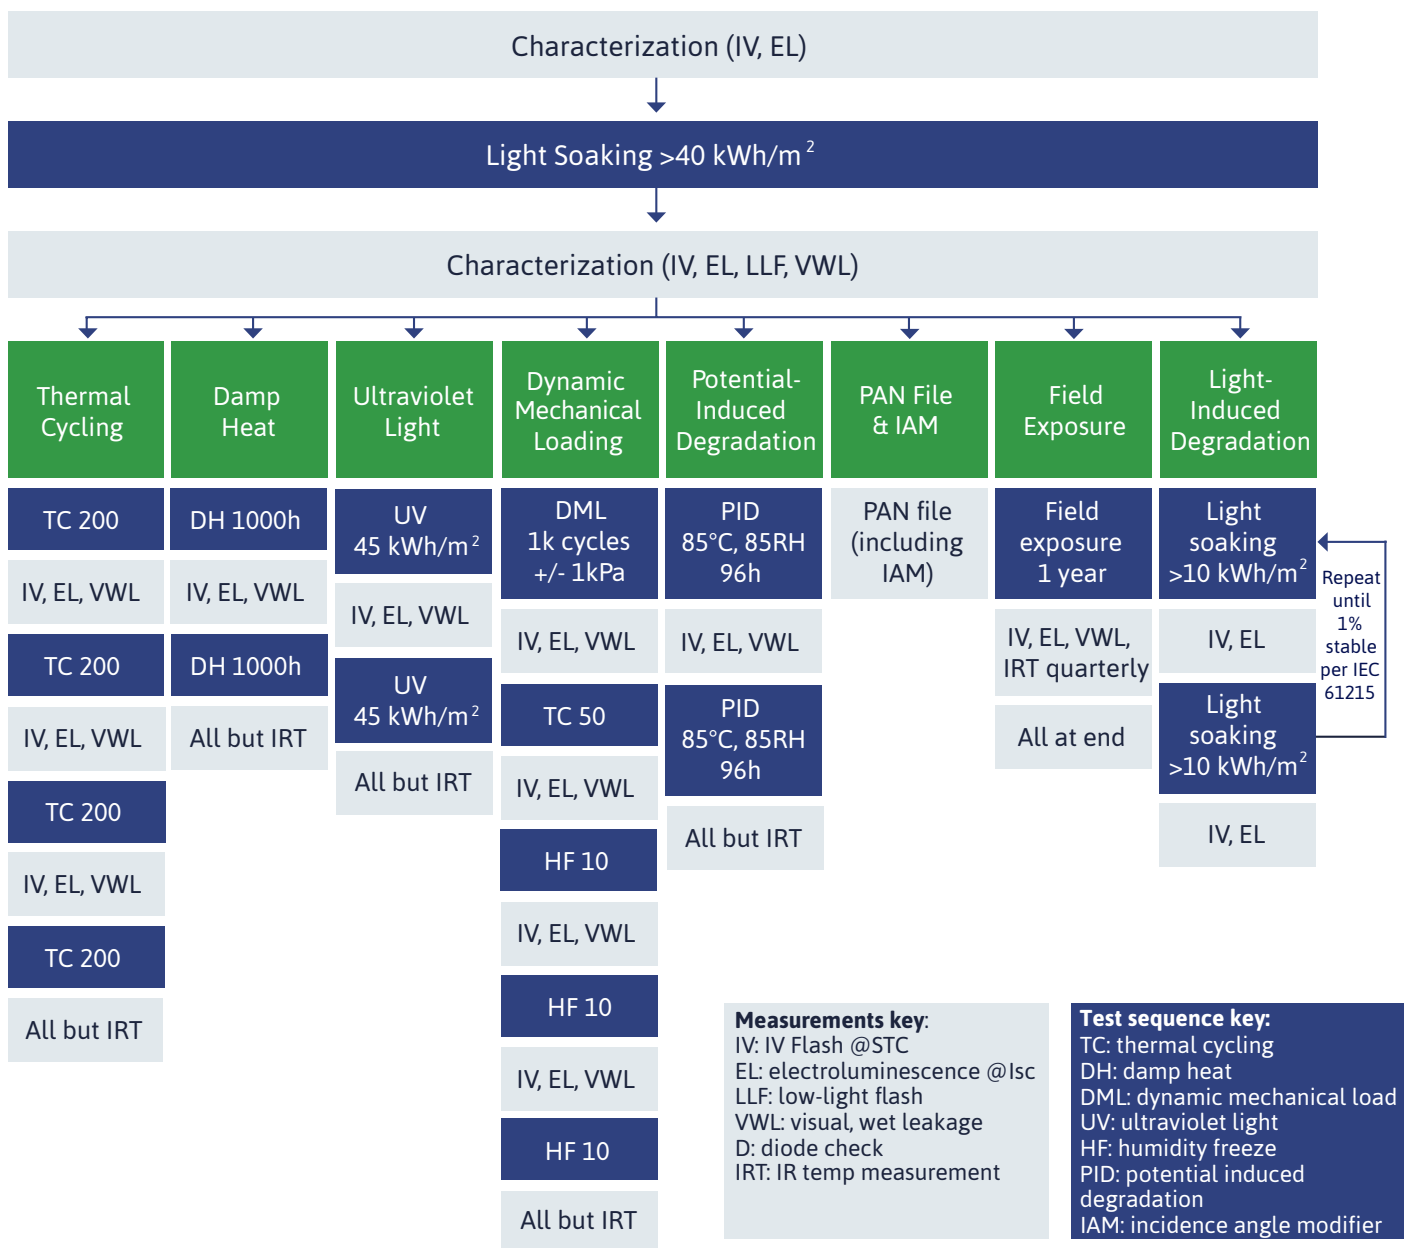 Characterization (IV, EL)
Light Soaking >40 kWh/m²
Characterization (IV, EL, LLF, VWL)
Thermal
Cycling
TC 200
IV, EL, VWL
TC 200
IV, EL, VWL
TC 200
IV, EL, VWL
TC 200
All but IRT
Damp
Heat
DH 1000h
IV, EL, VWL
DH 1000h
All but IRT
Ultraviolet
Light
UV
45 kWh/m²
IV, EL, VWL
UV
45 kWh/m²
All but IRT
Dynamic
Mechanical
Loading
DML
1k cycles
+/- 1kPa
IV, EL, VWL
TC 50
IV, EL, VWL
HF 10
IV, EL, VWL
HF 10
IV, EL, VWL
HF 10
All but IRT
Potential-
Induced
Degradation
PID
85°C, 85RH
96h
IV, EL, VWL
PID
85°C, 85RH
96h
All but IRT
PAN File
& IAM
PAN file
(including
IAM)
Field
Exposure
Field
exposure
1 year
IV, EL, VWL,
IRT quarterly
All at end
Light-
Induced
Degradation
Light
soaking
>10 kWh/m²
IV, EL
Light
soaking
>10 kWh/m²
IV, EL
Repeat
until
1%
stable
per IEC
61215
Measurements key:
IV: IV Flash @STC
EL: electroluminescence @Isc
LLF: low-light flash
VWL: visual, wet leakage
D: diode check
IRT: IR temp measurement
Test sequence key:
TC: thermal cycling
DH: damp heat
DML: dynamic mechanical load
UV: ultraviolet light
HF: humidity freeze
PID: potential induced
degradation
IAM: incidence angle modifier